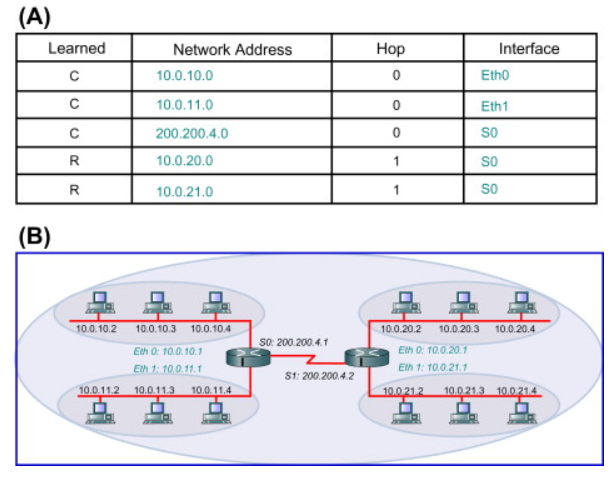 (A)
Learned Network Address Hop Interface
C 10.0.10.0 0 Eth0
C 10.0.11.0 0 Eth1
C 200.200.4.0 0 S0
R 10.0.20.0 1 S0
R 10.0.21.0 1 S0
(B)
10.0.10.2 10.0.10.3 10.0.10.4 10.0.20.2 10.0.20.3 10.0.20.4
S0: 200.200.4.1
Eth 0: 10.0.10.1 Eth 0: 10.0.20.1
Eth 1: 10.0.11.1 Eth 1: 10.0.21.1
S1: 200.200.4.2
10.0.11.2 10.0.11.3 10.0.11.4 10.0.21.2 10.0.21.3 10.0.21.4